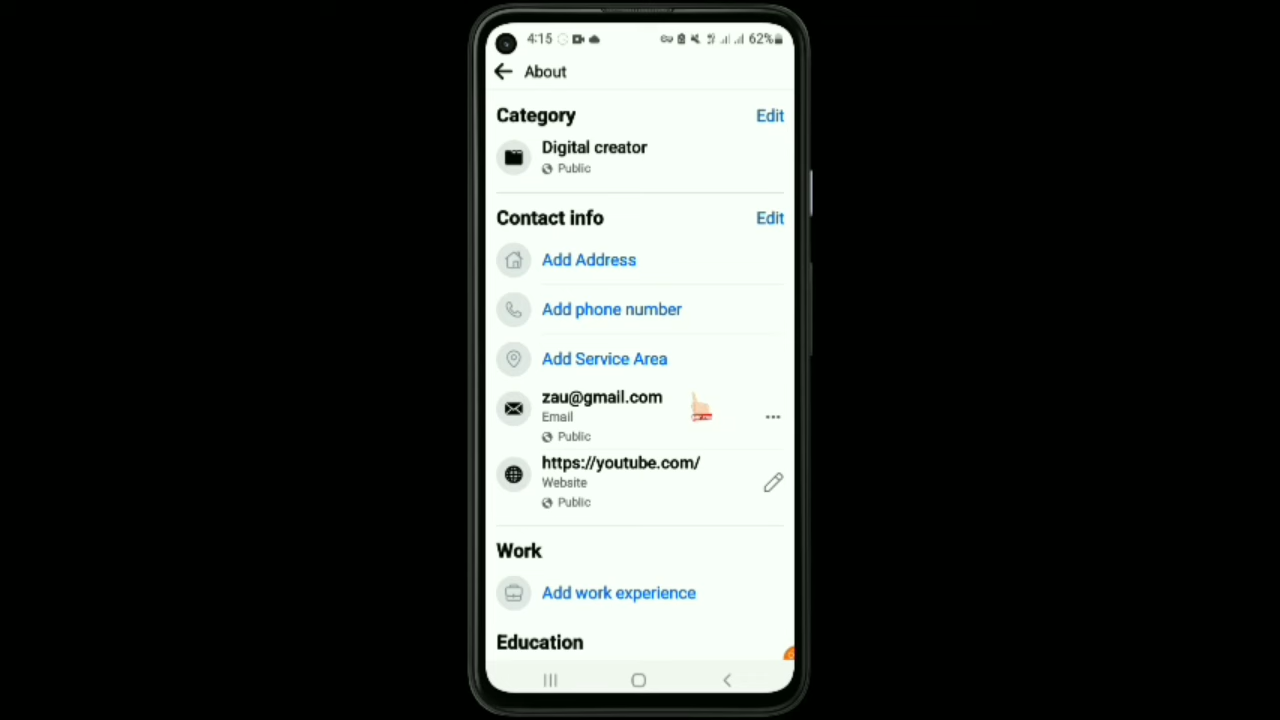 4:15 62%
About
Category Edit
Digital creator
Public
Contact info Edit
Add Address
Add phone number
Add Service Area
zau@gmail.com
Email
Public
https://youtube.com/
Website
Public
Work
Add work experience
Education